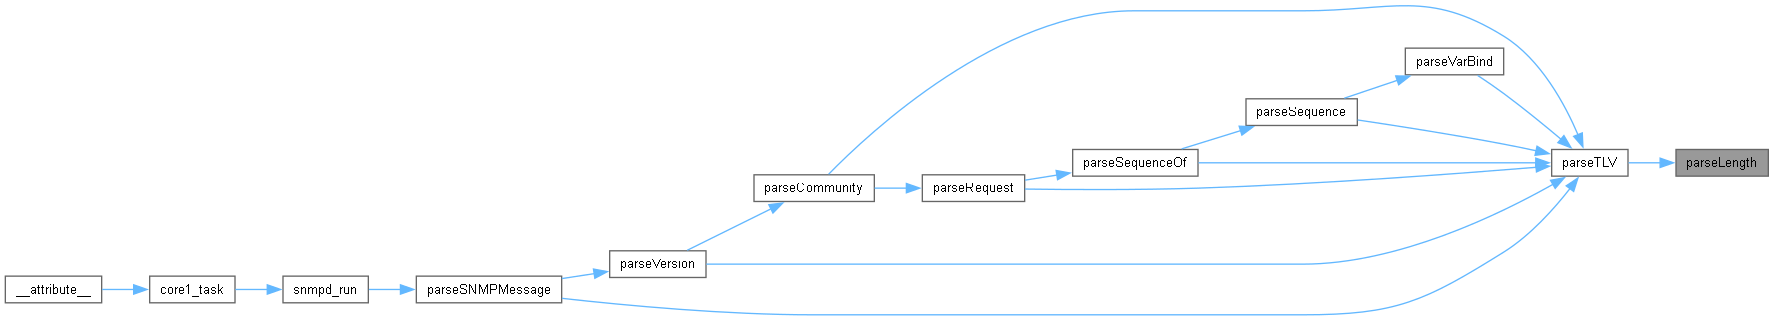 parseVarBind
parseSequence
parseSequenceOf
parseTLV
parseLength
parseCommunity
parseRequest
parseVersion
__attribute__
core1_task
snmpd_run
parseSNMPMessage